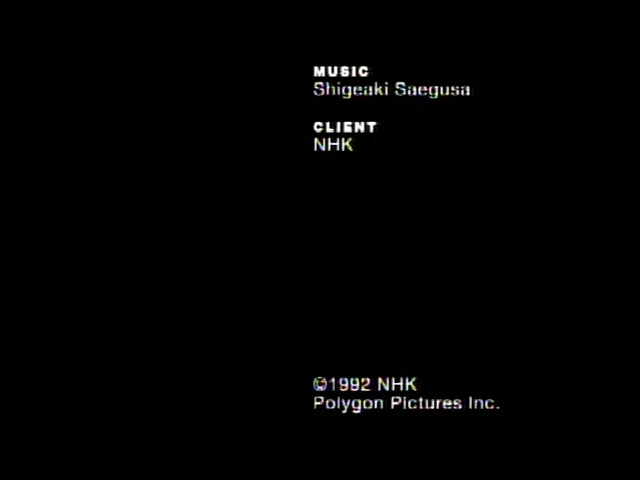 MUSIC
Shigeaki Saegusa
CLIENT
NHK
©1992 NHK
Polygon Pictures Inc.